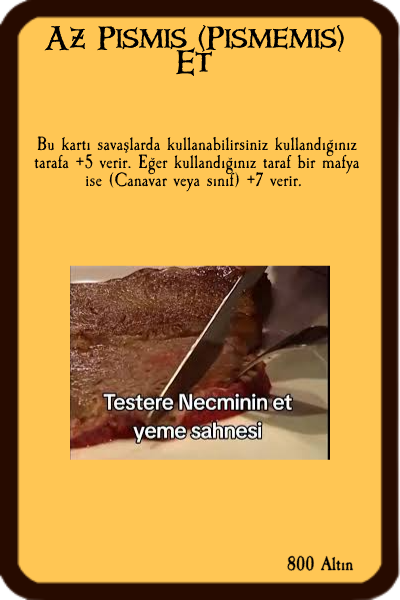 Az Pismis (Pismemis)
Et
Bu kartı savaşlarda kullanabilirsiniz kullandığınız
tarafa +5 verir. Eğer kullandığınız taraf bir mafya
ise (Canavar veya sınıf) +7 verir.
Testere Necminin et
yeme sahnesi
800 Altın